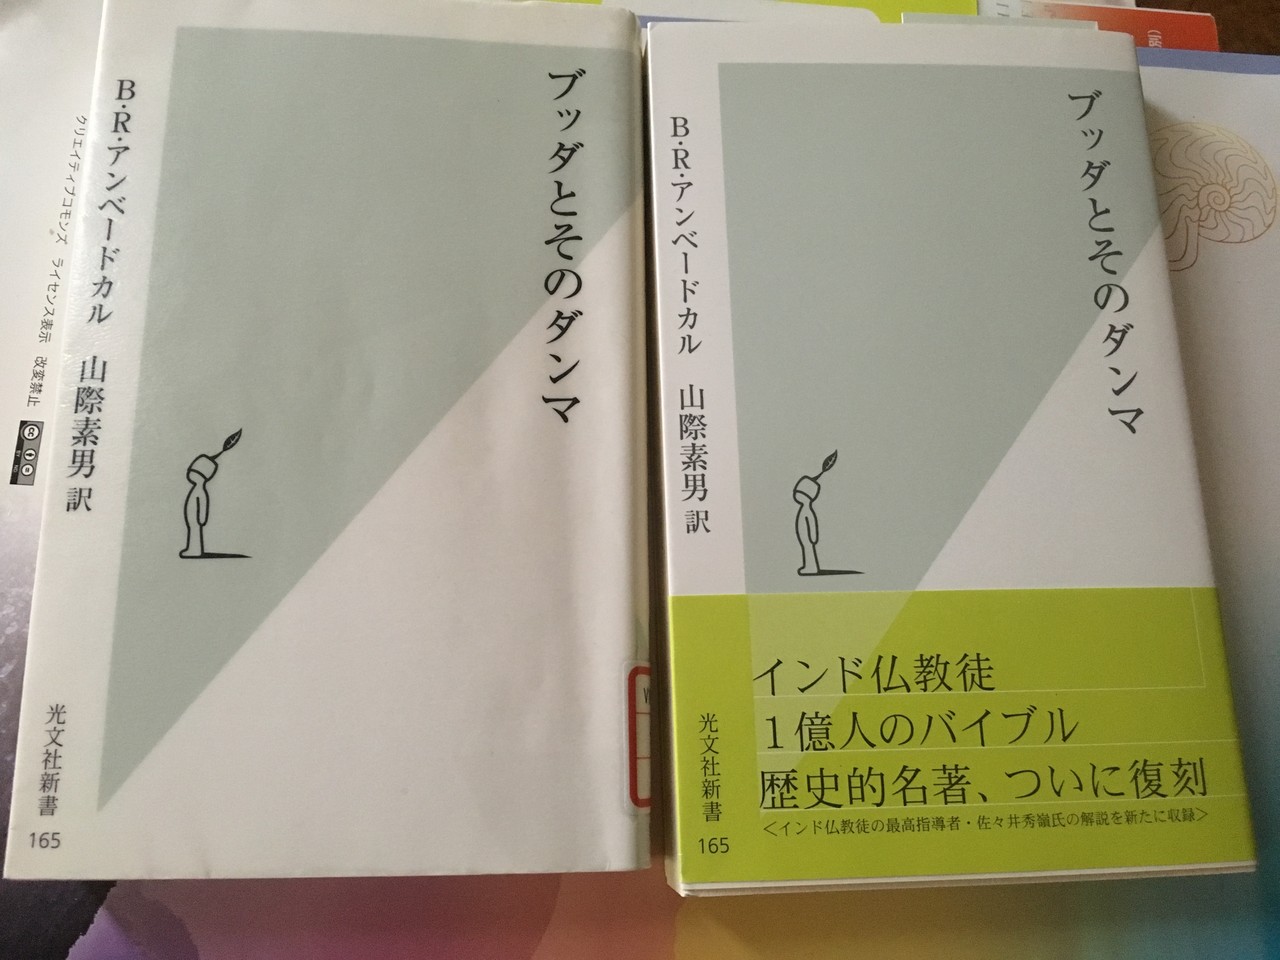 ブッダとそのダンマ
B・R・アンベードカル 山際素男 訳
光文社新書
165
クリエイティブコモンズ ライセンス表示 改変禁止
cc
ブッダとそのダンマ
B・R・アンベードカル 山際素男 訳
インド仏教徒
1億人のバイブル
歴史的名著、ついに復刻
＜インド仏教徒の最高指導者・佐々井秀嶺氏の解説を新たに収録＞
光文社新書
165